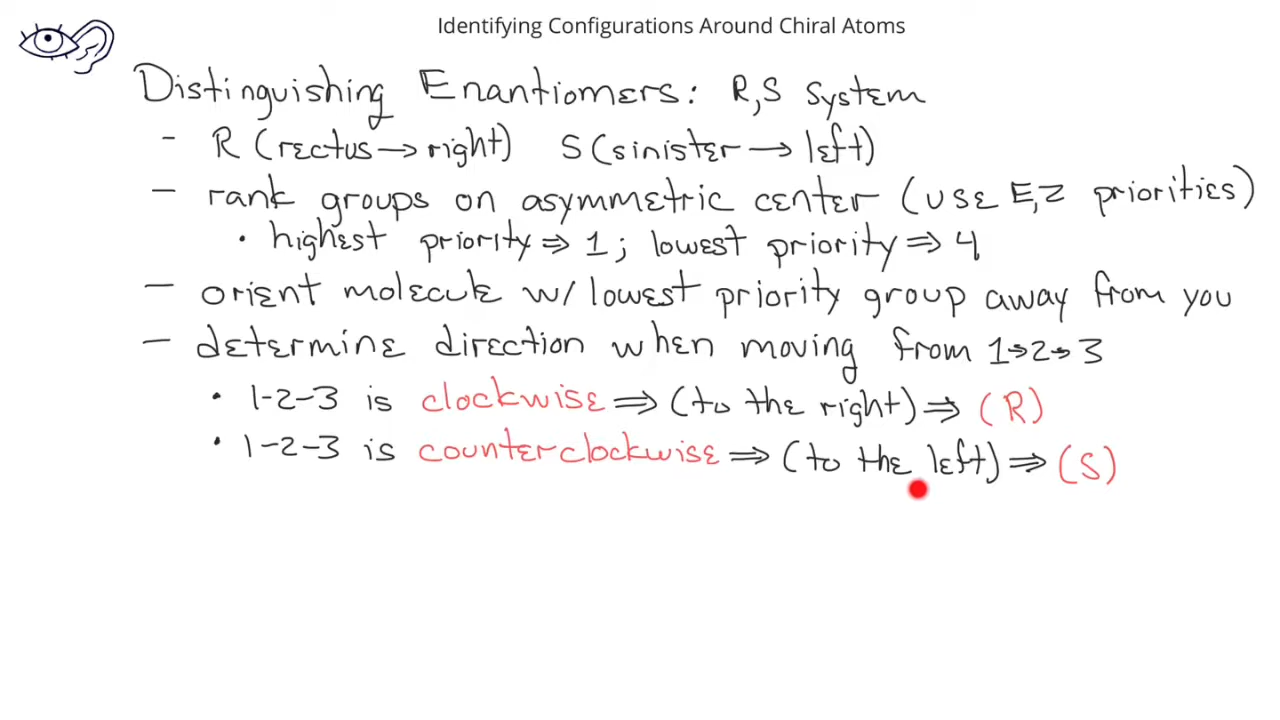 Identifying Configurations Around Chiral Atoms
Distinguishing Enantiomers: R,S System
- R (rectus → right) S (sinister → left)
- rank groups on asymmetric center (use E,Z priorities)
• highest priority ⇒ 1; lowest priority ⇒ 4
- orient molecule w/ lowest priority group away from you
- determine direction when moving from 1→2→3
• 1-2-3 is clockwise ⇒ (to the right) ⇒ (R)
• 1-2-3 is counterclockwise ⇒ (to the left) ⇒ (S)